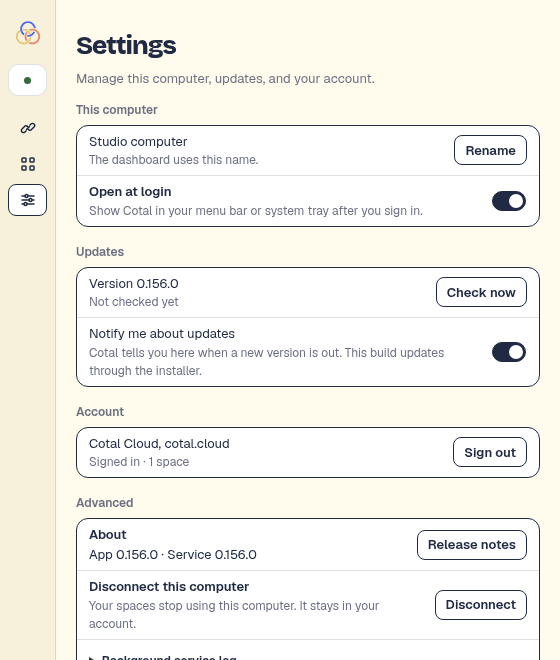 Settings
Manage this computer, updates, and your account.
This computer
Studio computer
The dashboard uses this name.
Rename
Open at login
Show Cotal in your menu bar or system tray after you sign in.
Updates
Version 0.156.0
Not checked yet
Check now
Notify me about updates
Cotal tells you here when a new version is out. This build updates
through the installer.
Account
Cotal Cloud, cotal.cloud
Signed in · 1 space
Sign out
Advanced
About
App 0.156.0 · Service 0.156.0
Release notes
Disconnect this computer
Your spaces stop using this computer. It stays in your
account.
Disconnect
Background service log